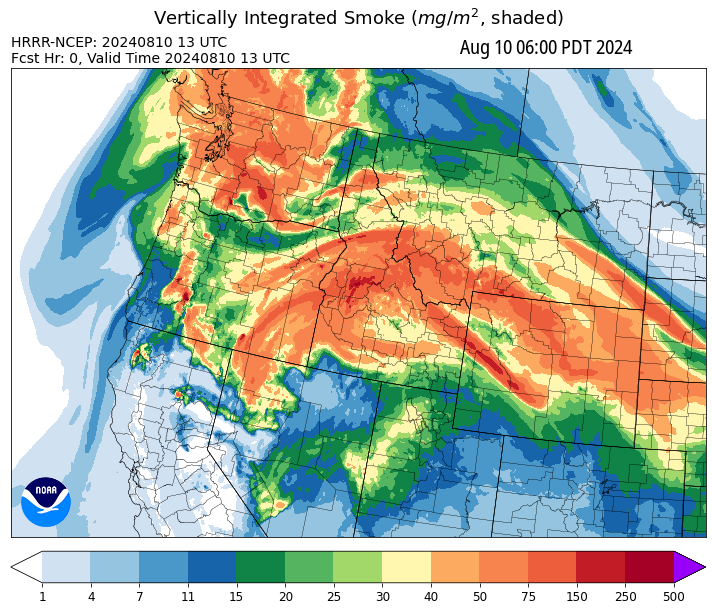 Vertically Integrated Smoke (mg/m², shaded)
HRRR-NCEP: 20240810 13 UTC
Aug 10 06:00 PDT 2024
Fcst Hr: 0, Valid Time 20240810 13 UTC
NOAA
1 4 7 11 15 20 25 30 40 50 75 150 250 500